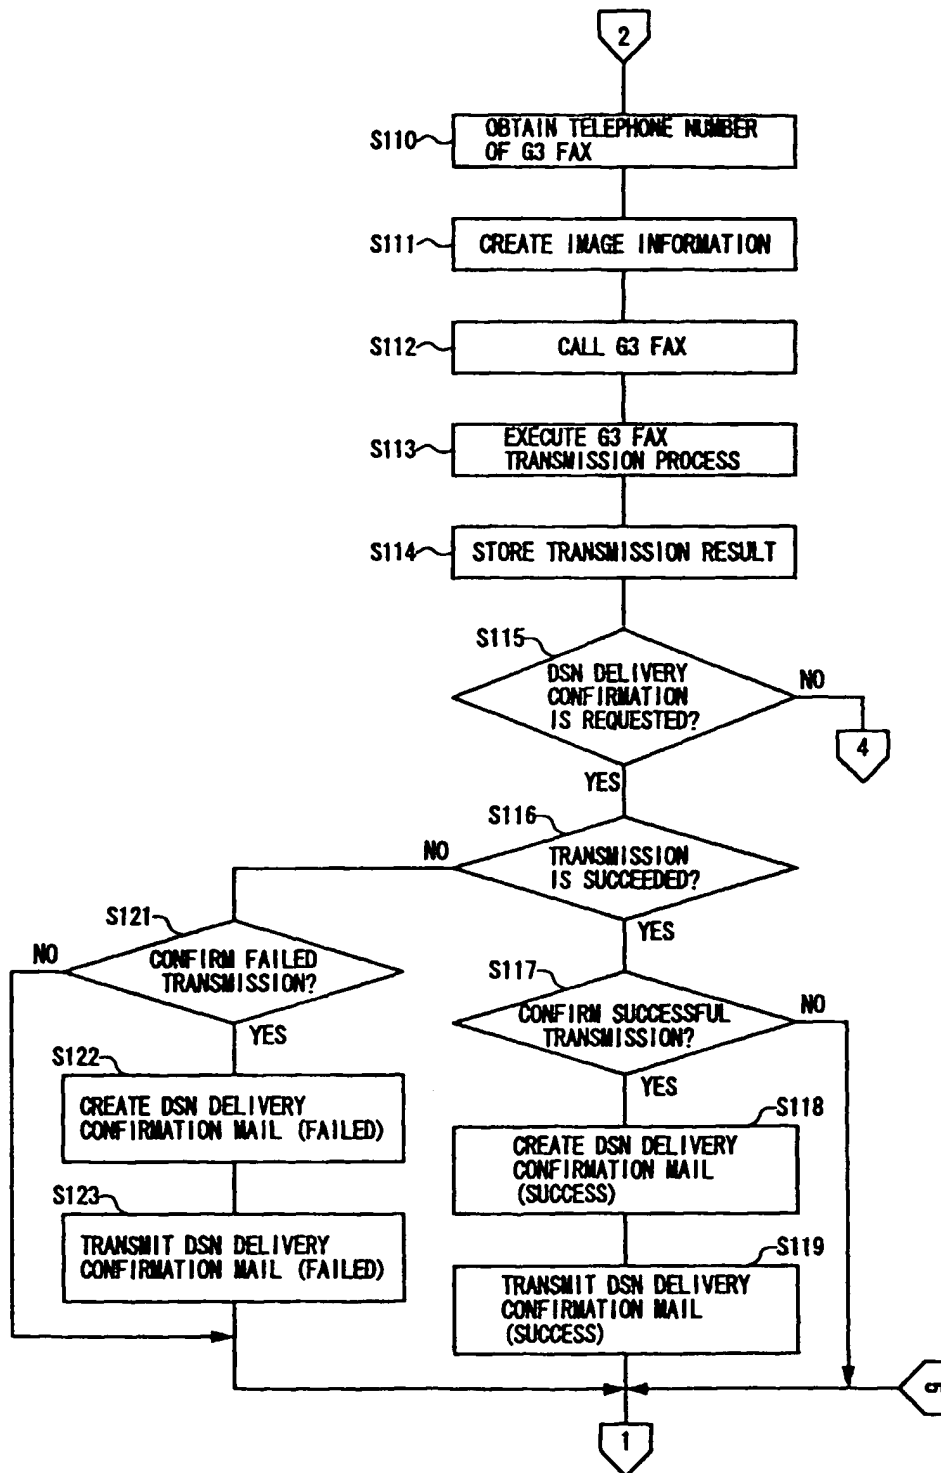 2
S110
OBTAIN TELEPHONE NUMBER
OF G3 FAX
S111
CREATE IMAGE INFORMATION
S112
CALL G3 FAX
S113
EXECUTE G3 FAX
TRANSMISSION PROCESS
S114
STORE TRANSMISSION RESULT
S115
DSN DELIVERY
CONFIRMATION
IS REQUESTED?
NO
4
YES
S116
TRANSMISSION
IS SUCCEEDED?
NO
YES
S121
CONFIRM FAILED
TRANSMISSION?
NO
YES
S117
CONFIRM SUCCESSFUL
TRANSMISSION?
NO
YES
S122
CREATE DSN DELIVERY
CONFIRMATION MAIL (FAILED)
S118
CREATE DSN DELIVERY
CONFIRMATION MAIL
(SUCCESS)
S123
TRANSMIT DSN DELIVERY
CONFIRMATION MAIL (FAILED)
S119
TRANSMIT DSN DELIVERY
CONFIRMATION MAIL
(SUCCESS)
5
1